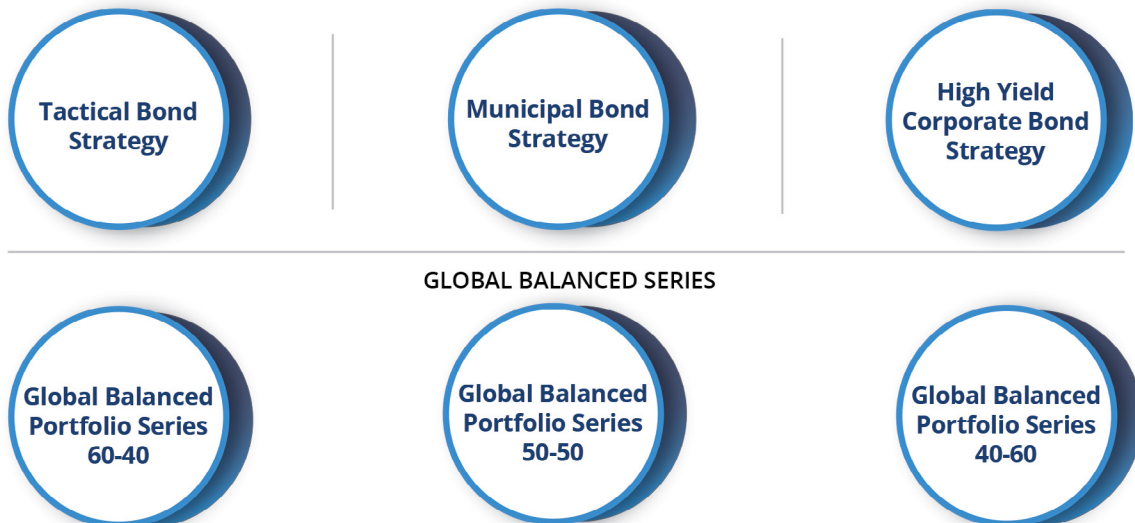 Tactical Bond
Strategy
Municipal Bond
Strategy
High Yield
Corporate Bond
Strategy
GLOBAL BALANCED SERIES
Global Balanced
Portfolio Series
60-40
Global Balanced
Portfolio Series
50-50
Global Balanced
Portfolio Series
40-60